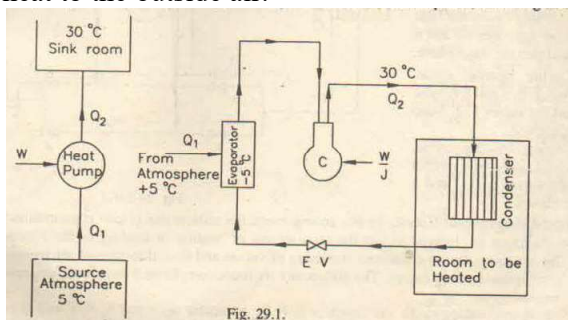 heat to the outside air.
30 °C
Sink room
Q₂
W
Heat
Pump
Q₁
Source
Atmosphere
5 °C
Q₁
From
Atmosphere
+5 °C
Evaporator
-5 °C
30 °C
Q₂
C
W
J
Condenser
E V
Room to be
Heated
Fig. 29.1.